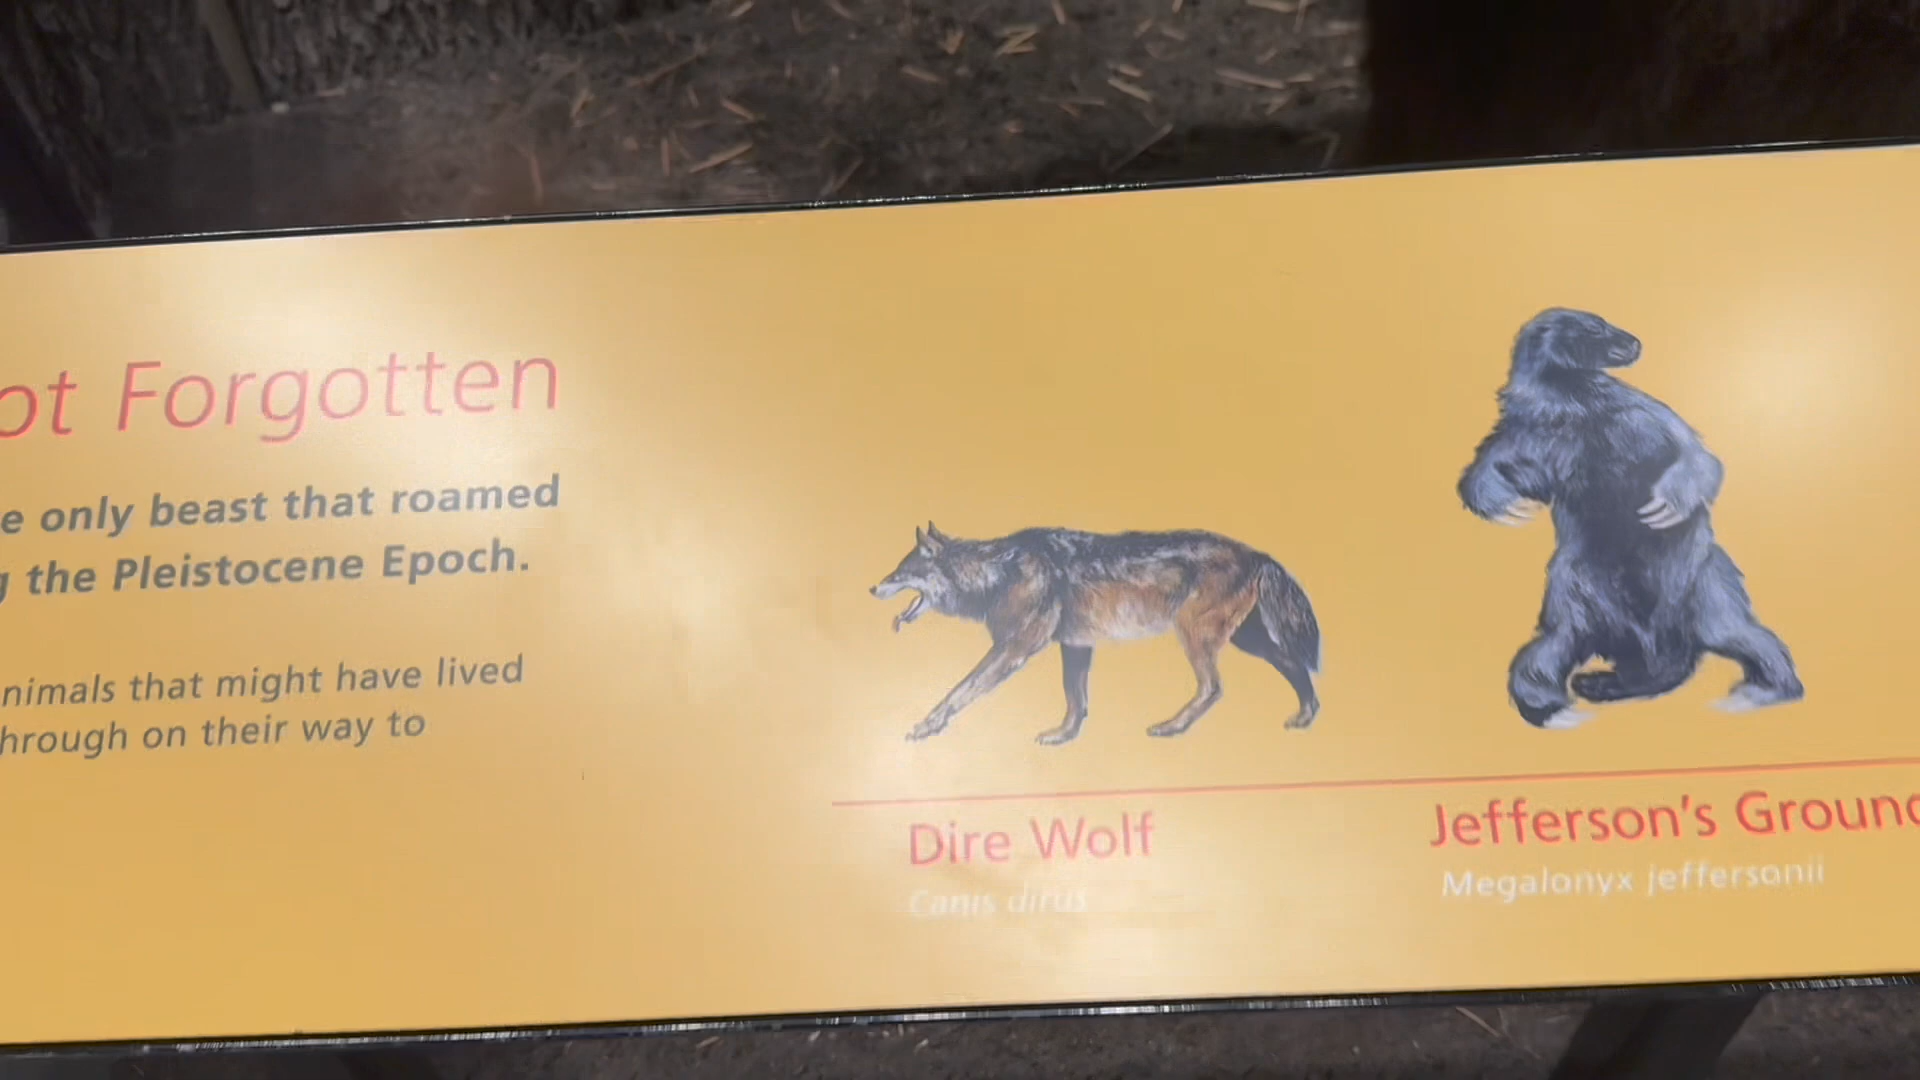 ot Forgotten
e only beast that roamed
the Pleistocene Epoch.
nimals that might have lived
hrough on their way to
Dire Wolf
Canis dirus
Jefferson's Ground
Megalonyx jeffersonii